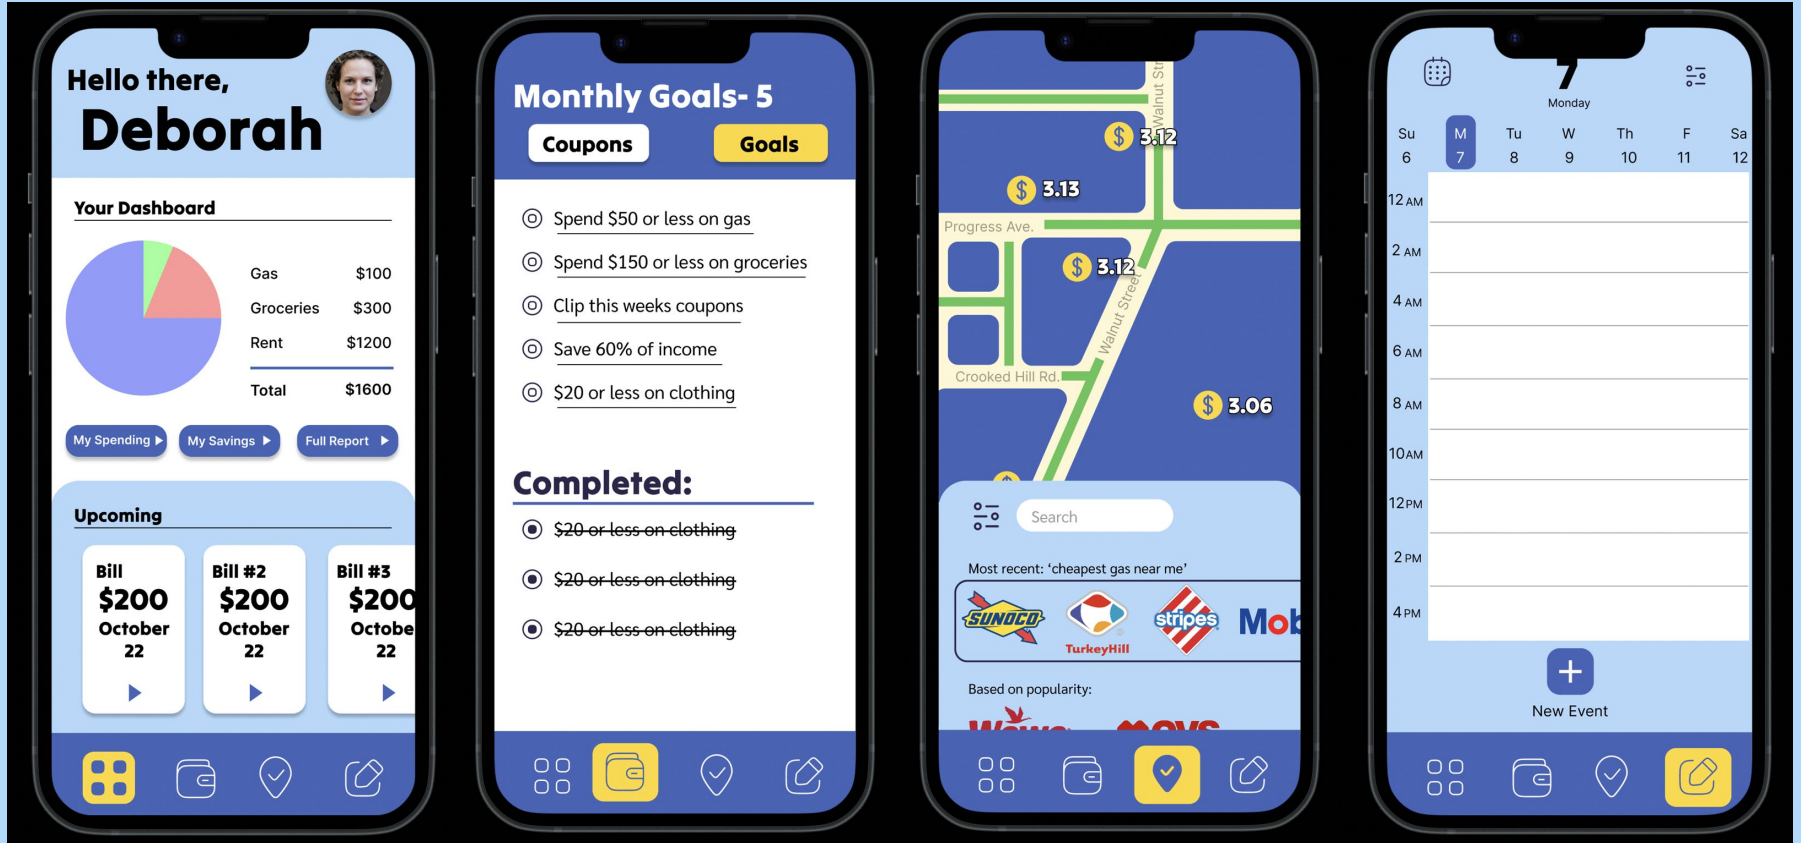 Hello there,
Deborah
Your Dashboard
Gas $100
Groceries $300
Rent $1200
Total $1600
My Spending
My Savings
Full Report
Upcoming
Bill
$200
October
22
Bill #2
$200
October
22
Bill #3
$200
Octobe
22
Monthly Goals- 5
Coupons
Goals
Spend $50 or less on gas
Spend $150 or less on groceries
Clip this weeks coupons
Save 60% of income
$20 or less on clothing
Completed:
$20 or less on clothing
$20 or less on clothing
$20 or less on clothing
Walnut Str
$ 3.12
$ 3.13
Progress Ave.
$ 3.12
Walnut Street
Crooked Hill Rd.
$ 3.06
Search
Most recent: ‘cheapest gas near me’
SUNOCO
TurkeyHill
stripes
Mob
Based on popularity:
Wawa
CVS
7
Monday
Su M Tu W Th F Sa
6 7 8 9 10 11 12
12 AM
2 AM
4 AM
6 AM
8 AM
10 AM
12 PM
2 PM
4 PM
New Event